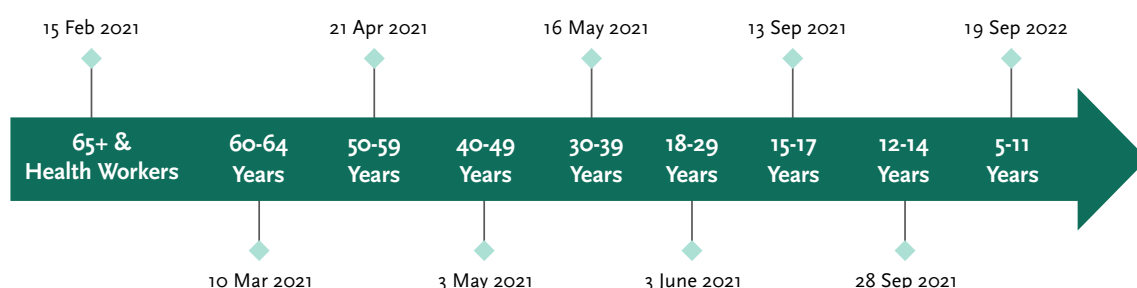 15 Feb 2021
21 Apr 2021
16 May 2021
13 Sep 2021
19 Sep 2022
65+ &
Health Workers
60-64
Years
50-59
Years
40-49
Years
30-39
Years
18-29
Years
15-17
Years
12-14
Years
5-11
Years
10 Mar 2021
3 May 2021
3 June 2021
28 Sep 2021